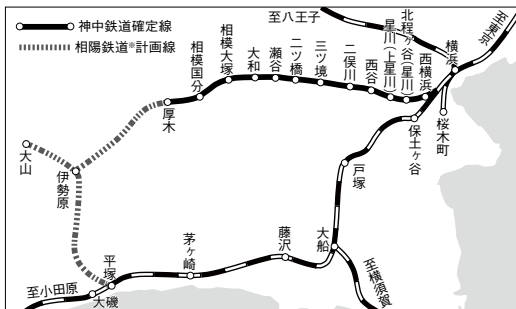 神中鉄道確定線
相陽鉄道*計画線
至八王子
至東京
横浜
北程ヶ谷(星川)
星川(上星川)
西横浜
西谷
二俣川
三ツ境
二ツ橋
瀬谷
大和
相模大塚
相模国分
厚木
桜木町
保土ヶ谷
戸塚
大船
藤沢
茅ヶ崎
平塚
大磯
至小田原
至横須賀
伊勢原
大山